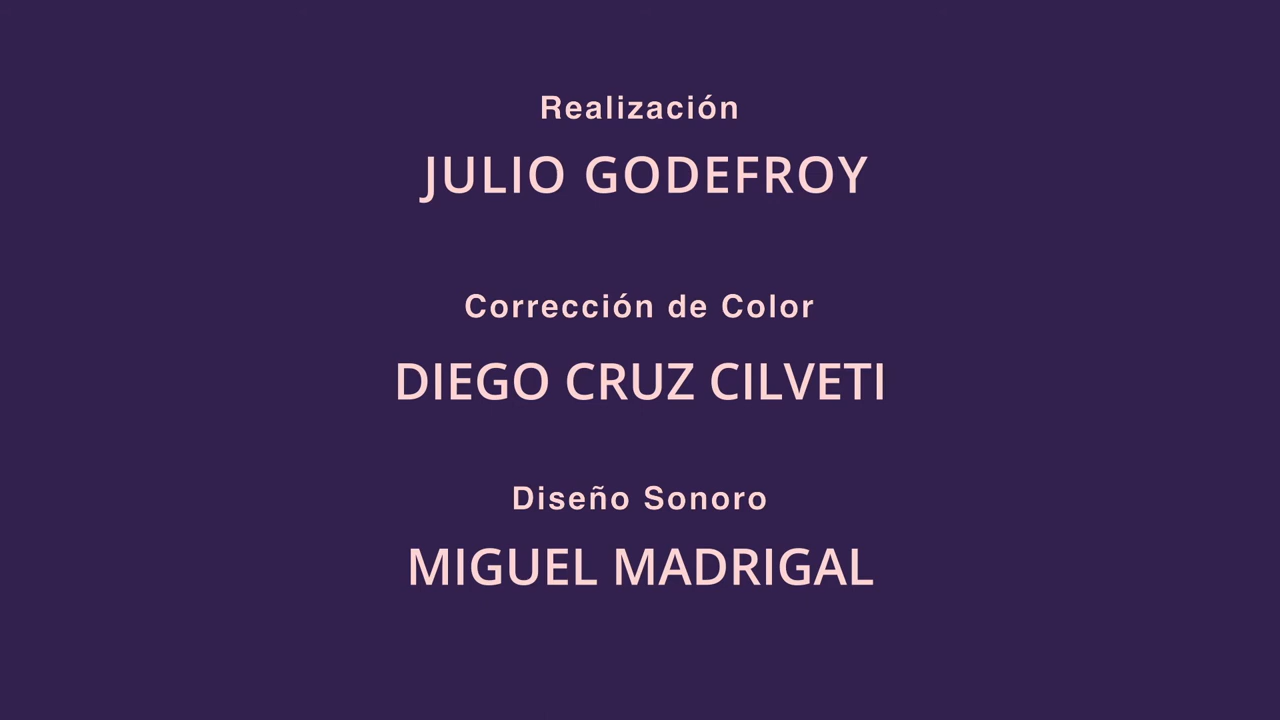 Realización
JULIO GODEFROY
Corrección de Color
DIEGO CRUZ CILVETI
Diseño Sonoro
MIGUEL MADRIGAL